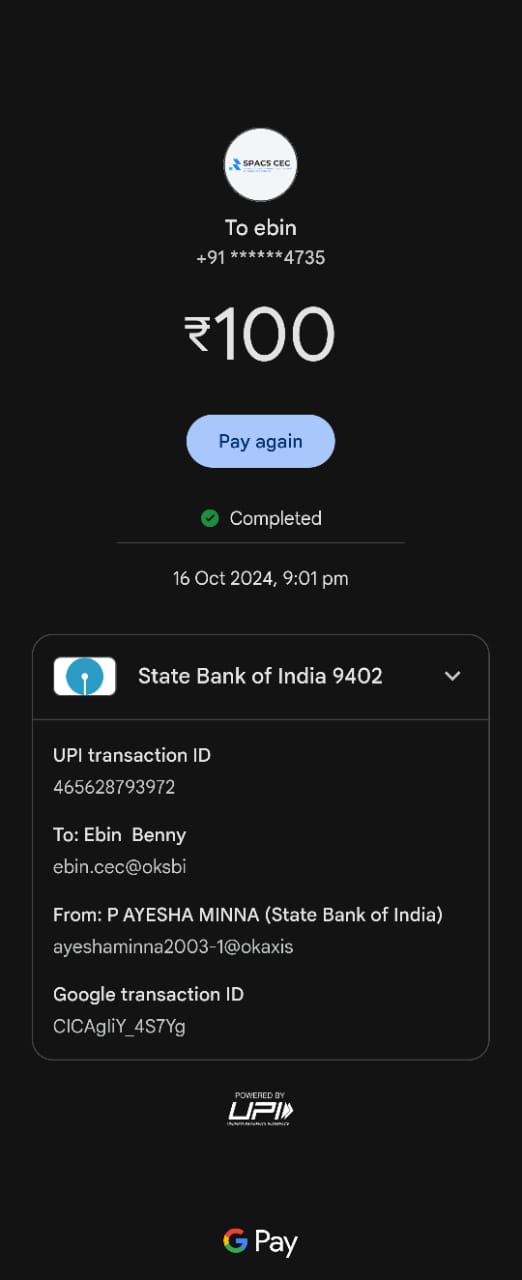 SPACS CEC
To ebin
+91 ******4735
₹100
Pay again
Completed
16 Oct 2024, 9:01 pm
State Bank of India 9402
UPI transaction ID
465628793972
To: Ebin Benny
ebin.cec@oksbi
From: P AYESHA MINNA (State Bank of India)
ayeshaminna2003-1@okaxis
Google transaction ID
CICAgIiY_4S7Yg
POWERED BY
UPI
G Pay